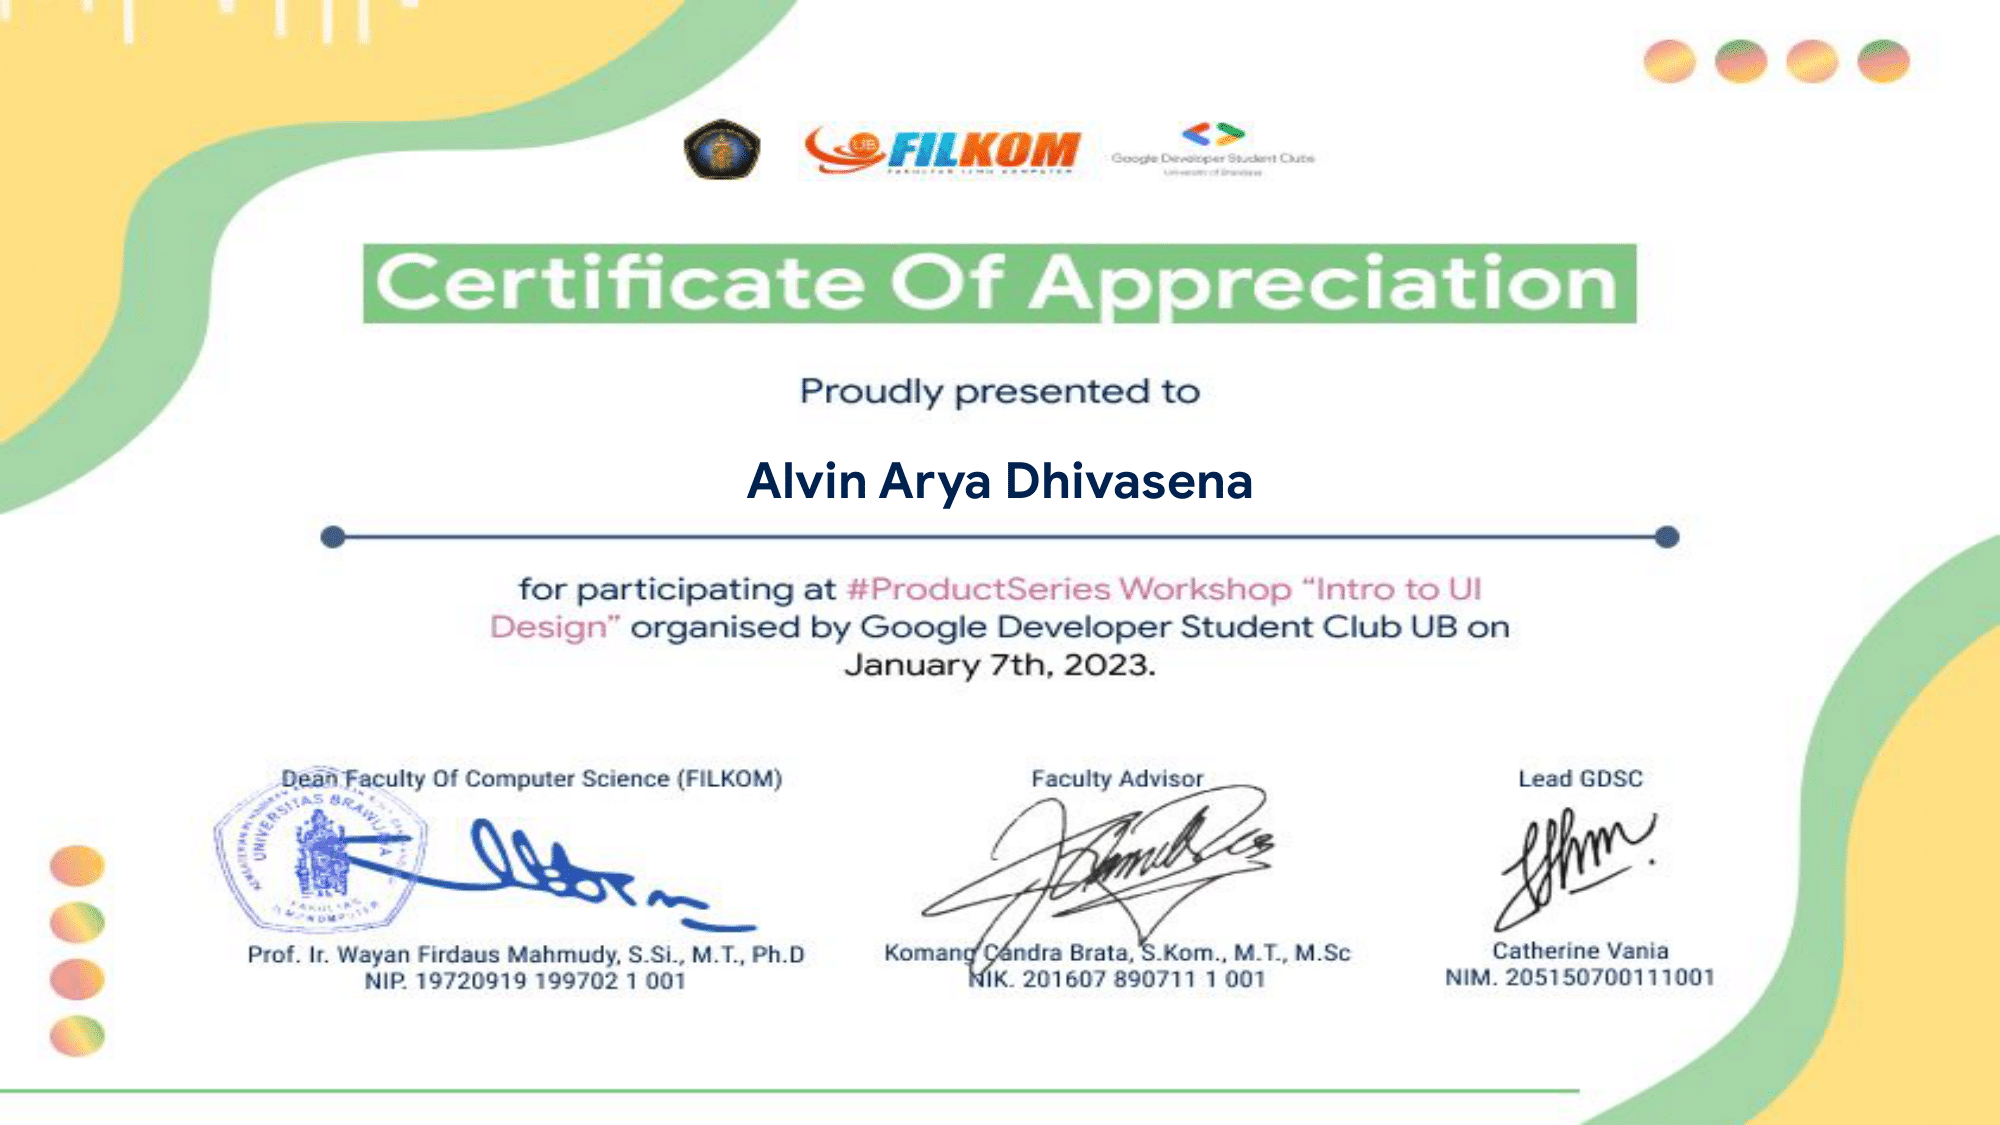 UB FILKOM
FAKULTAS ILMU KOMPUTER
Google Developer Student Clubs
University of Brawijaya
Certificate Of Appreciation
Proudly presented to
Alvin Arya Dhivasena
for participating at #ProductSeries Workshop “Intro to UI
Design” organised by Google Developer Student Club UB on
January 7th, 2023.
Dean Faculty Of Computer Science (FILKOM)
UNIVERSITAS BRAWIJAYA
FAKULTAS
ILMU KOMPUTER
Prof. Ir. Wayan Firdaus Mahmudy, S.Si., M.T., Ph.D
NIP. 19720919 199702 1 001
Faculty Advisor
Komang Candra Brata, S.Kom., M.T., M.Sc
NIK. 201607 890711 1 001
Lead GDSC
Catherine Vania
NIM. 205150700111001